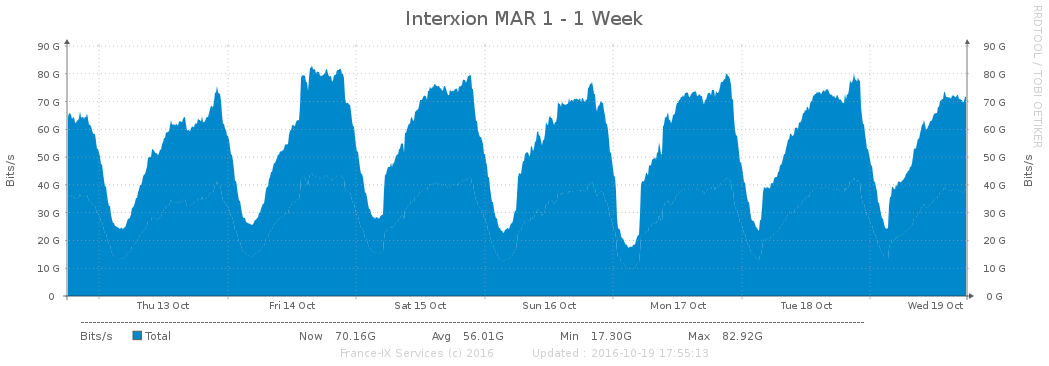 Interxion MAR 1 - 1 Week
RRDTOOL / TOBI OETIKER
Bits/s
90 G 90 G
80 G 80 G
70 G 70 G
60 G 60 G
50 G 50 G
40 G 40 G
30 G 30 G
20 G 20 G
10 G 10 G
0 0 G
Bits/s
Thu 13 Oct Fri 14 Oct Sat 15 Oct Sun 16 Oct Mon 17 Oct Tue 18 Oct Wed 19 Oct
Bits/s Total Now 70.16G Avg 56.01G Min 17.30G Max 82.92G
France-IX Services (c) 2016 Updated : 2016-10-19 17:55:13